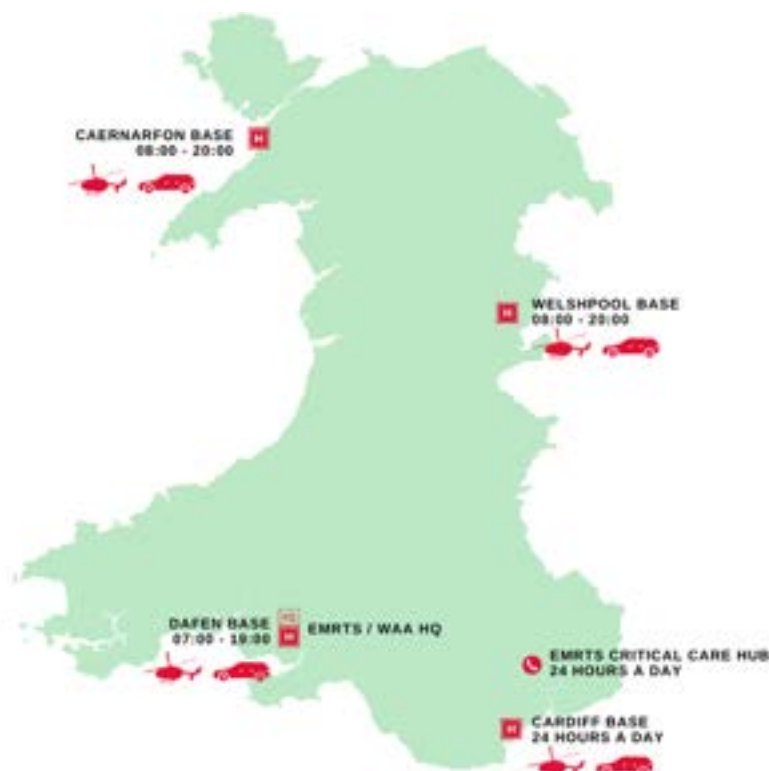 CAERNARFON BASE
08:00 - 20:00
H
WELSHPOOL BASE
08:00 - 20:00
H
DAFEN BASE
07:00 - 19:00
HQ
H
EMRTS / WAA HQ
EMRTS CRITICAL CARE HUB
24 HOURS A DAY
H
CARDIFF BASE
24 HOURS A DAY